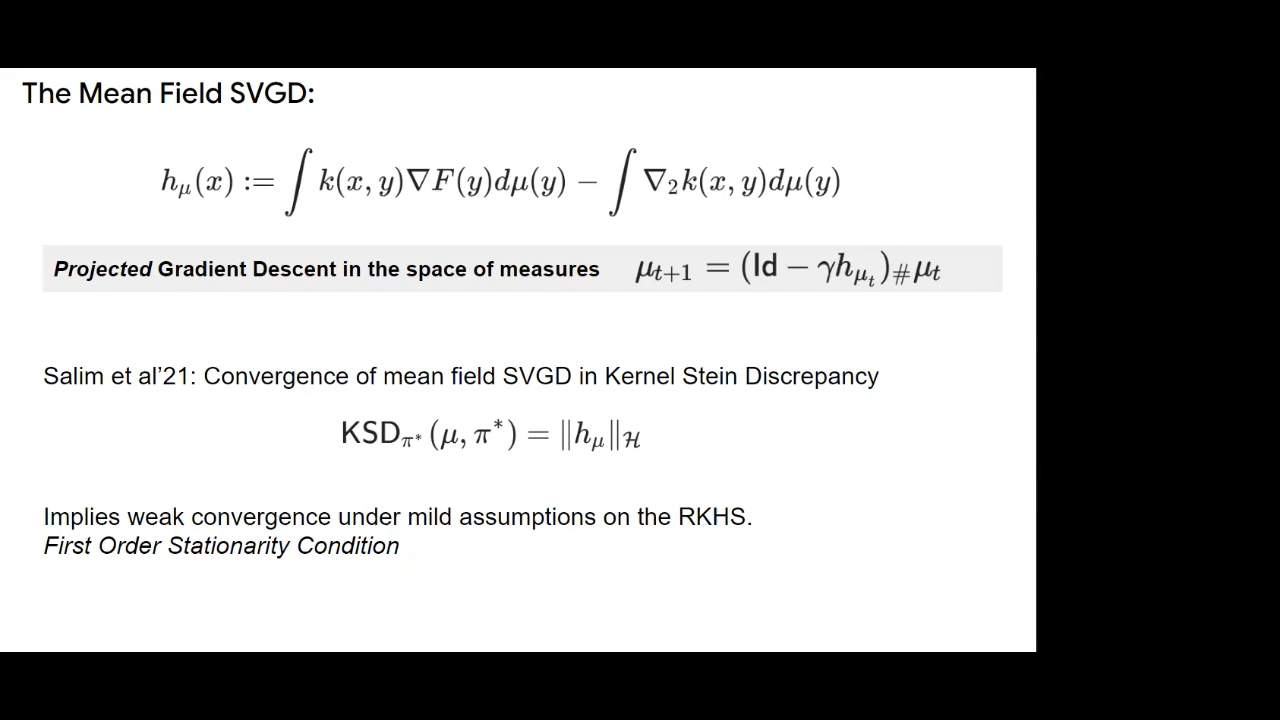 The Mean Field SVGD:
h_μ(x) := ∫ k(x, y)∇F(y)dμ(y) − ∫ ∇₂k(x, y)dμ(y)
Projected Gradient Descent in the space of measures μ_{t+1} = (Id − γh_{μ_t})_# μ_t
Salim et al’21: Convergence of mean field SVGD in Kernel Stein Discrepancy
KSD_{π*}(μ, π*) = ‖h_μ‖_ℋ
Implies weak convergence under mild assumptions on the RKHS.
First Order Stationarity Condition